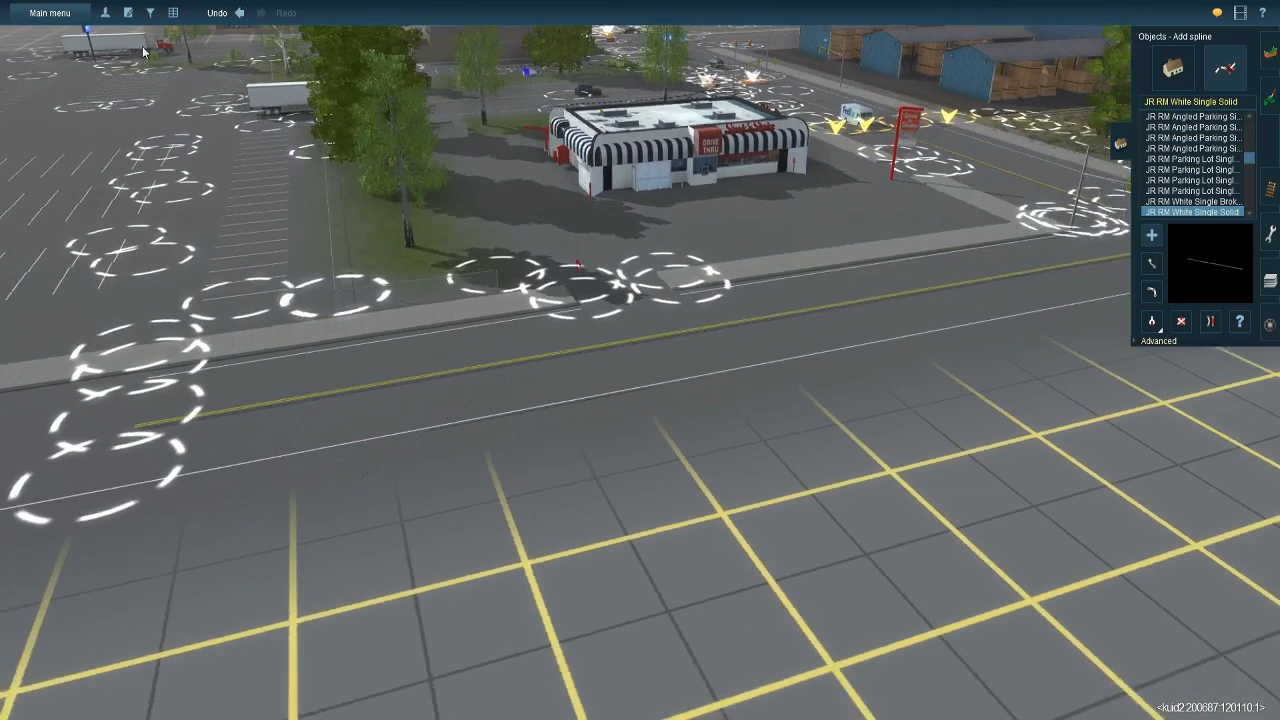 Main menu
Undo
Redo
?
Objects - Add spline
JR RM White Single Solid
JR RM Angled Parking Si...
JR RM Angled Parking Si...
JR RM Angled Parking Si...
JR RM Angled Parking Si...
JR RM Parking Lot Singl...
JR RM Parking Lot Singl...
JR RM Parking Lot Singl...
JR RM Parking Lot Singl...
JR RM White Single Brok...
JR RM White Single Solid
?
Advanced
DRIVE
THRU
<kuid2:200687:120110:1>